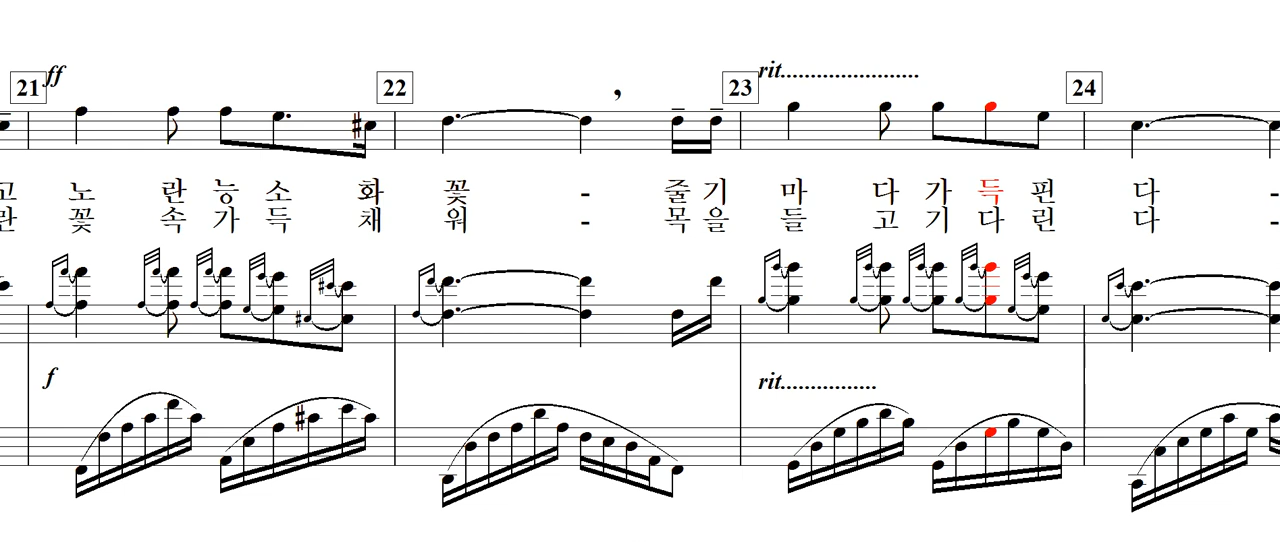 ff
21 22 23 rit....................... 24
고 노 란 능 소 화 꽃 - 줄 기 마 다 가 득 핀 다 -
란 꽃 속 가 득 채 워 - 목 을 들 고 기 다 린 다 -
f rit................